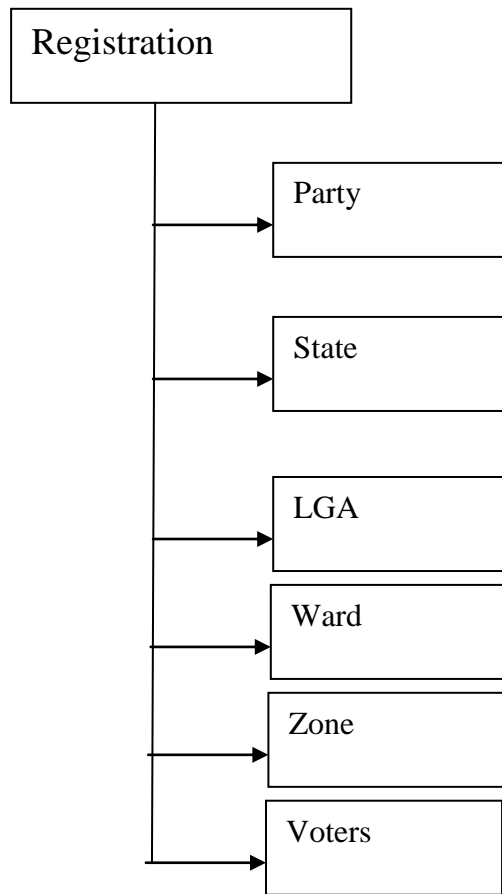 Registration
Party
State
LGA
Ward
Zone
Voters